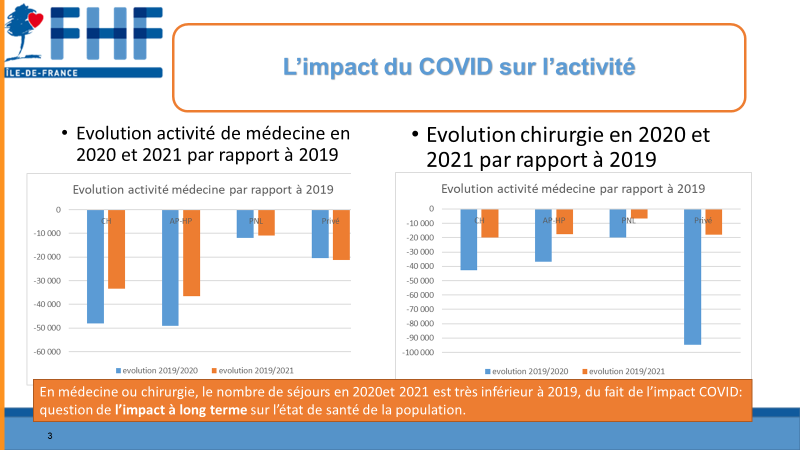 FHF
ÎLE-DE-FRANCE
L'impact du COVID sur l'activité
• Evolution activité de médecine en
2020 et 2021 par rapport à 2019
Evolution activité médecine par rapport à 2019
0
CH AP-HP PNL Privé
-10 000
-20 000
-30 000
-40 000
-50 000
-60 000
evolution 2019/2020 evolution 2019/2021
• Evolution chirurgie en 2020 et
2021 par rapport à 2019
Evolution activité médecine par rapport à 2019
0
CH AP-HP PNL Privé
-10 000
-20 000
-30 000
-40 000
-50 000
-60 000
-70 000
-80 000
-90 000
-100 000
evolution 2019/2020 evolution 2019/2021
En médecine ou chirurgie, le nombre de séjours en 2020et 2021 est très inférieur à 2019, du fait de l'impact COVID:
question de l'impact à long terme sur l'état de santé de la population.
3